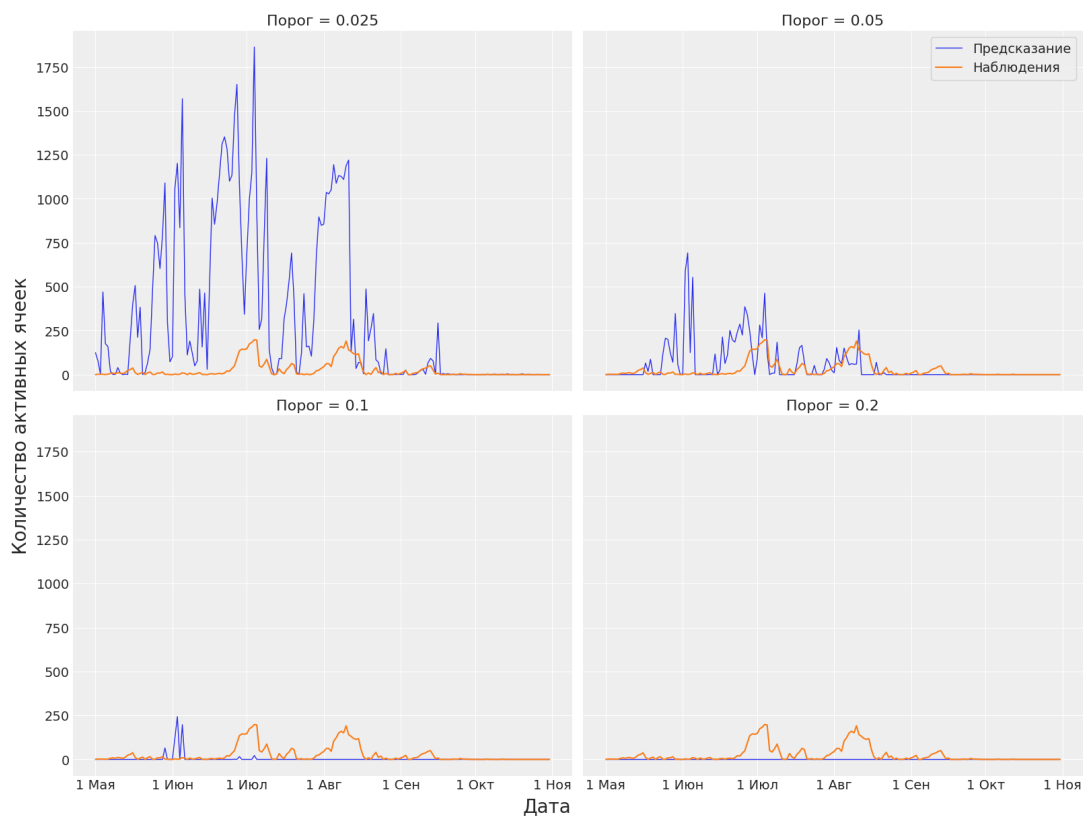 Порог = 0.025
Порог = 0.05
1750
1500
1250
1000
750
500
250
0
Предсказание
Наблюдения
Порог = 0.1
Порог = 0.2
1750
1500
1250
1000
750
500
250
0
1 Мая 1 Июн 1 Июл 1 Авг 1 Сен 1 Окт 1 Ноя
1 Мая 1 Июн 1 Июл 1 Авг 1 Сен 1 Окт 1 Ноя
Количество активных ячеек
Дата